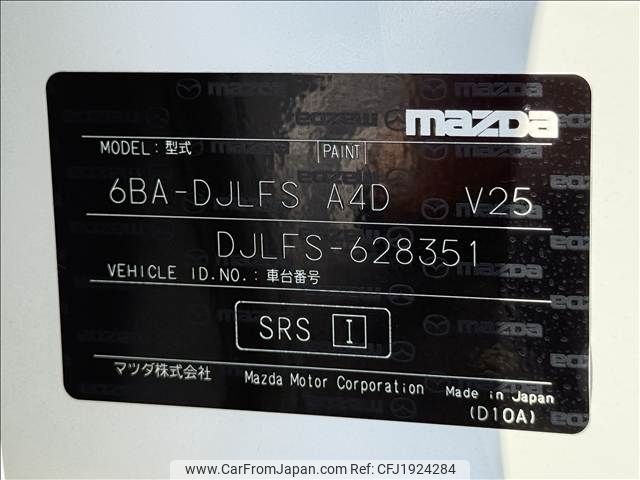 mazda
MODEL: 型式 PAINT
6BA-DJLFS A4D V25
DJLFS-628351
VEHICLE ID.NO.: 車台番号
SRS I
マツダ株式会社 Mazda Motor Corporation Made in Japan
(D10A)
www.CarFromJapan.com - CFJ1924284